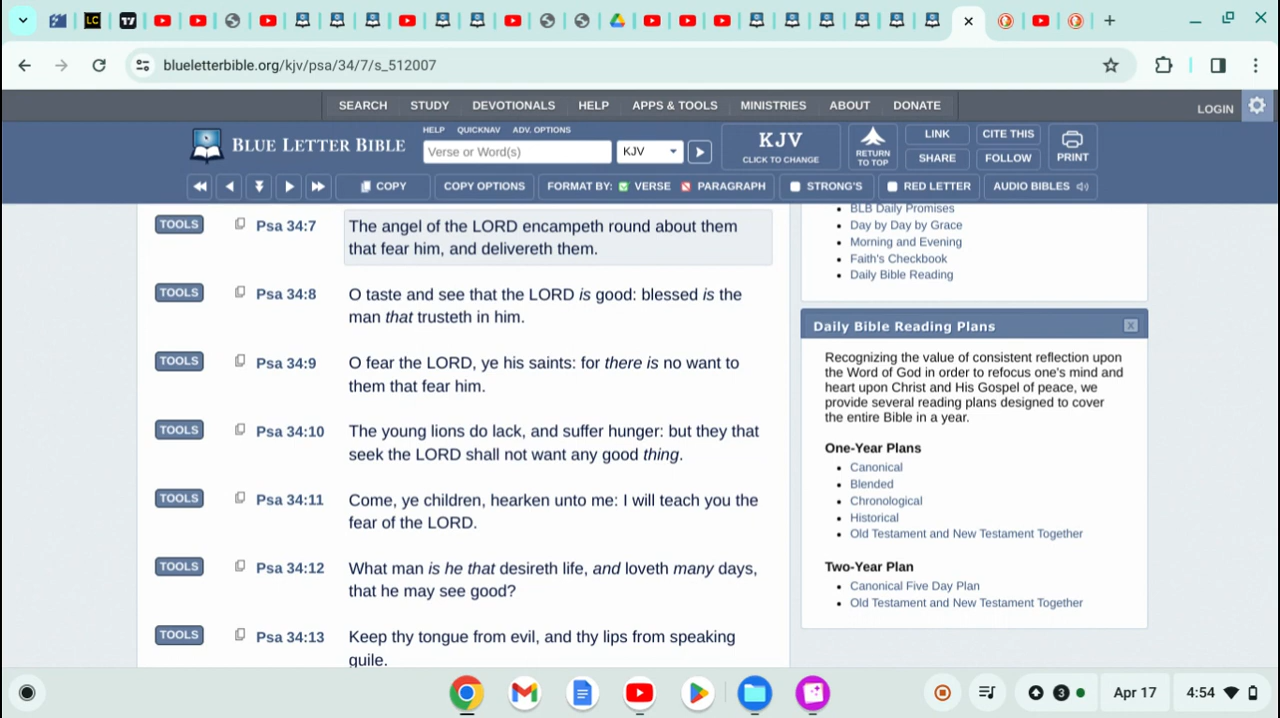 LC
blueletterbible.org/kjv/psa/34/7/s_512007
SEARCH STUDY DEVOTIONALS HELP APPS & TOOLS MINISTRIES ABOUT DONATE LOGIN
BLUE LETTER BIBLE
HELP QUICKNAV ADV. OPTIONS
Verse or Word(s) KJV
KJV
CLICK TO CHANGE
RETURN
TO TOP
LINK CITE THIS
SHARE FOLLOW
PRINT
COPY COPY OPTIONS FORMAT BY: VERSE PARAGRAPH STRONG'S RED LETTER AUDIO BIBLES
TOOLS Psa 34:7 The angel of the LORD encampeth round about them
that fear him, and delivereth them.
TOOLS Psa 34:8 O taste and see that the LORD is good: blessed is the
man that trusteth in him.
TOOLS Psa 34:9 O fear the LORD, ye his saints: for there is no want to
them that fear him.
TOOLS Psa 34:10 The young lions do lack, and suffer hunger: but they that
seek the LORD shall not want any good thing.
TOOLS Psa 34:11 Come, ye children, hearken unto me: I will teach you the
fear of the LORD.
TOOLS Psa 34:12 What man is he that desireth life, and loveth many days,
that he may see good?
TOOLS Psa 34:13 Keep thy tongue from evil, and thy lips from speaking
guile.
BLB Daily Promises
Day by Day by Grace
Morning and Evening
Faith's Checkbook
Daily Bible Reading
Daily Bible Reading Plans
Recognizing the value of consistent reflection upon
the Word of God in order to refocus one's mind and
heart upon Christ and His Gospel of peace, we
provide several reading plans designed to cover
the entire Bible in a year.
One-Year Plans
Canonical
Blended
Chronological
Historical
Old Testament and New Testament Together
Two-Year Plan
Canonical Five Day Plan
Old Testament and New Testament Together
3 Apr 17 4:54